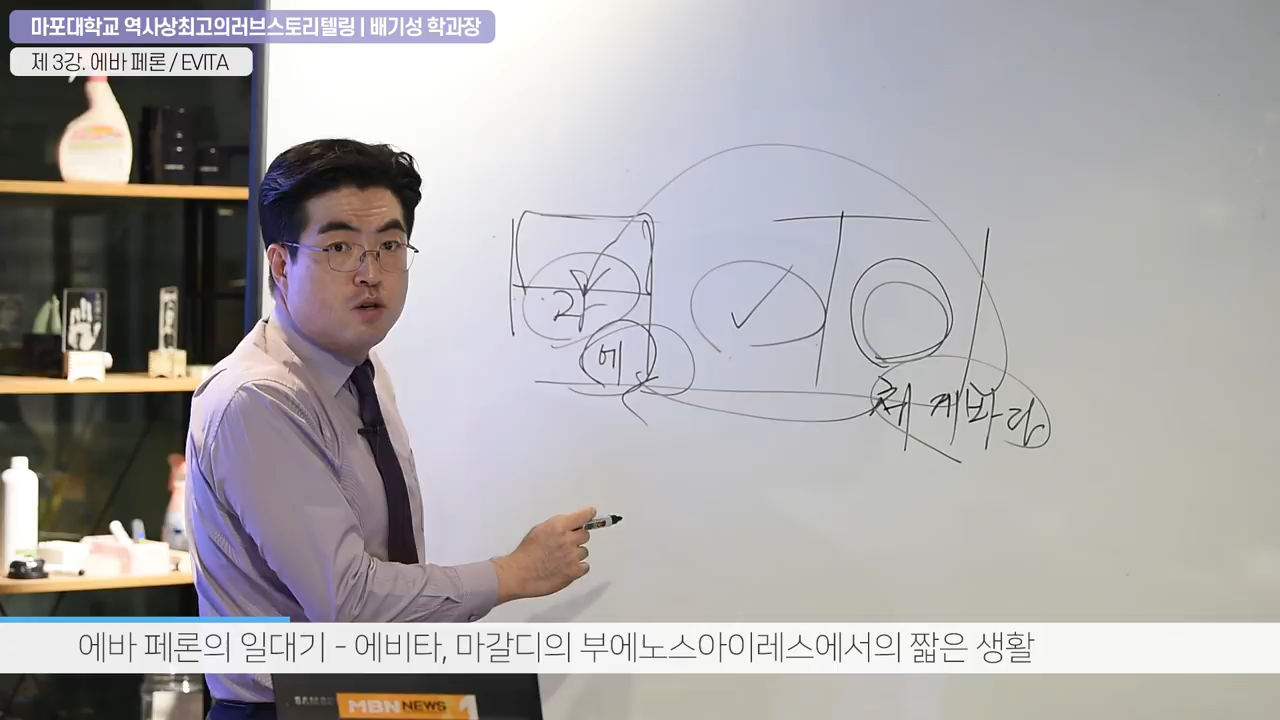 마포대학교 역사상최고의러브스토리텔링 | 배기성 학과장
제 3강. 에바 페론 / EVITA
에
체 게바라
에바 페론의 일대기 - 에비타, 마갈디의 부에노스아이레스에서의 짧은 생활
SAMSUNG
MBN NEWS